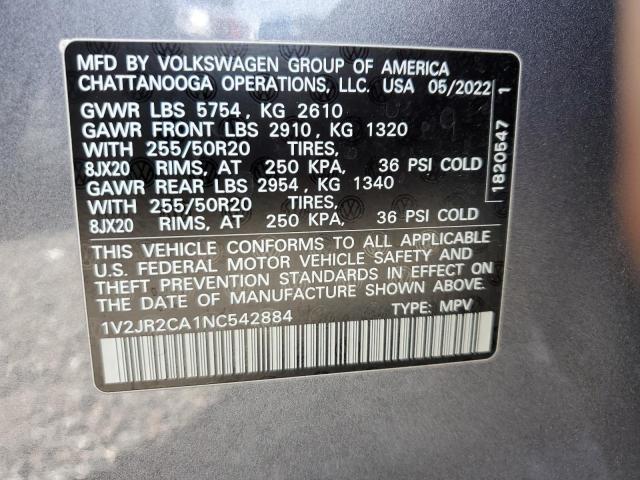 MFD BY VOLKSWAGEN GROUP OF AMERICA
CHATTANOOGA OPERATIONS, LLC. USA 05/2022
GVWR LBS 5754, KG 2610
GAWR FRONT LBS 2910, KG 1320
WITH 255/50R20 TIRES,
8JX20 RIMS, AT 250 KPA, 36 PSI COLD
GAWR REAR LBS 2954, KG 1340
WITH 255/50R20 TIRES,
8JX20 RIMS, AT 250 KPA, 36 PSI COLD
THIS VEHICLE CONFORMS TO ALL APPLICABLE
U.S. FEDERAL MOTOR VEHICLE SAFETY AND
THEFT PREVENTION STANDARDS IN EFFECT ON
THE DATE OF MANUFACTURE SHOWN ABOVE.
1V2JR2CA1NC542884 TYPE: MPV
1820547 1